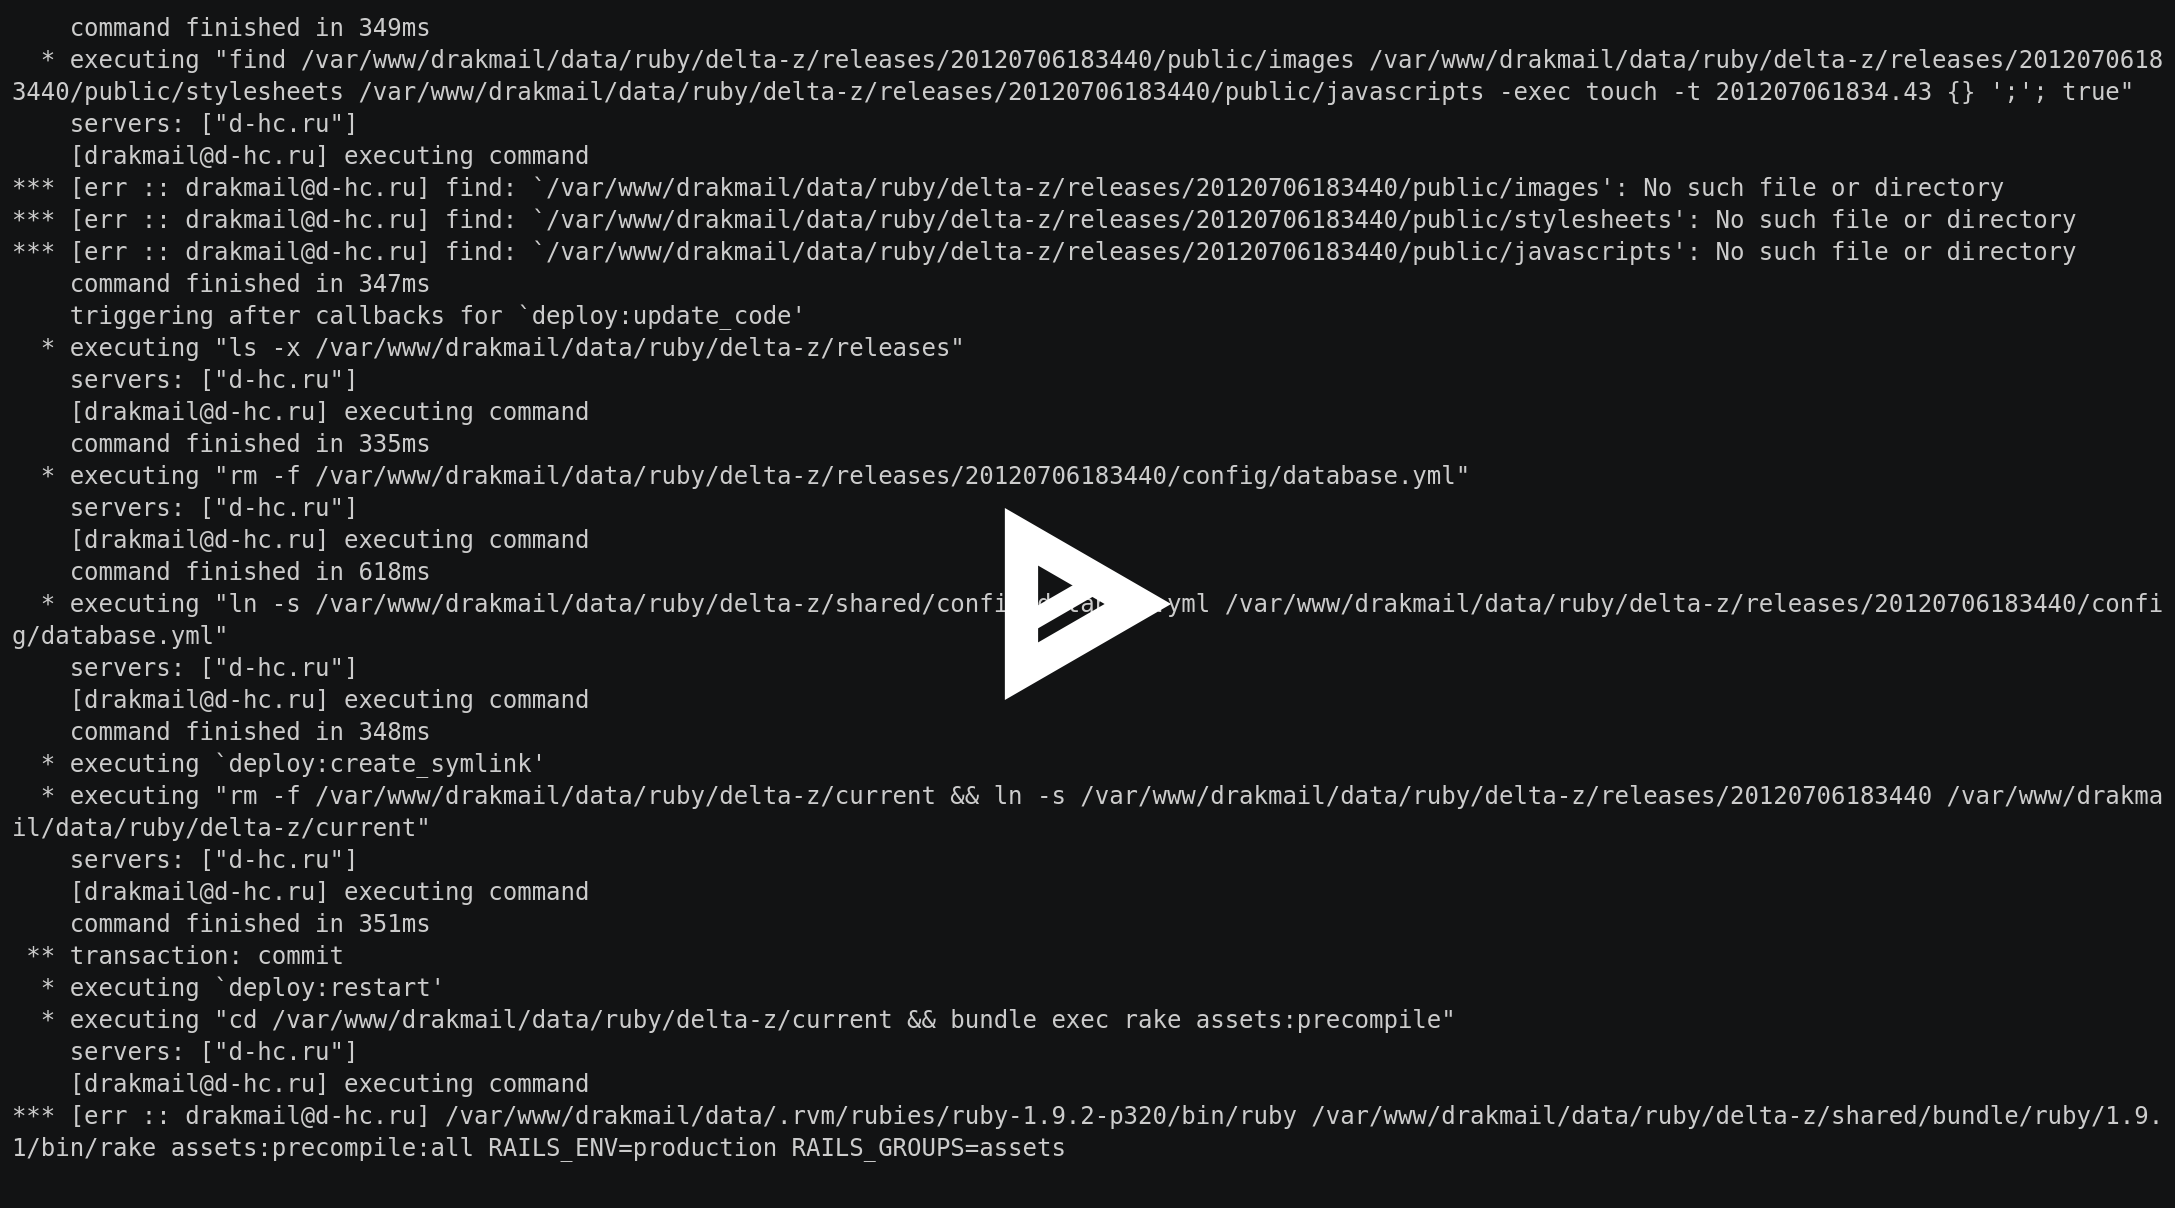 command finished in 349ms
* executing "find /var/www/drakmail/data/ruby/delta-z/releases/20120706183440/public/images /var/www/drakmail/data/ruby/delta-z/releases/2012070618
3440/public/stylesheets /var/www/drakmail/data/ruby/delta-z/releases/20120706183440/public/javascripts -exec touch -t 201207061834.43 {} ';'; true"
servers: ["d-hc.ru"]
[drakmail@d-hc.ru] executing command
*** [err :: drakmail@d-hc.ru] find: `/var/www/drakmail/data/ruby/delta-z/releases/20120706183440/public/images': No such file or directory
*** [err :: drakmail@d-hc.ru] find: `/var/www/drakmail/data/ruby/delta-z/releases/20120706183440/public/stylesheets': No such file or directory
*** [err :: drakmail@d-hc.ru] find: `/var/www/drakmail/data/ruby/delta-z/releases/20120706183440/public/javascripts': No such file or directory
command finished in 347ms
triggering after callbacks for `deploy:update_code'
* executing "ls -x /var/www/drakmail/data/ruby/delta-z/releases"
servers: ["d-hc.ru"]
[drakmail@d-hc.ru] executing command
command finished in 335ms
* executing "rm -f /var/www/drakmail/data/ruby/delta-z/releases/20120706183440/config/database.yml"
servers: ["d-hc.ru"]
[drakmail@d-hc.ru] executing command
command finished in 618ms
* executing "ln -s /var/www/drakmail/data/ruby/delta-z/shared/confi yml /var/www/drakmail/data/ruby/delta-z/releases/20120706183440/confi
g/database.yml"
servers: ["d-hc.ru"]
[drakmail@d-hc.ru] executing command
command finished in 348ms
* executing `deploy:create_symlink'
* executing "rm -f /var/www/drakmail/data/ruby/delta-z/current && ln -s /var/www/drakmail/data/ruby/delta-z/releases/20120706183440 /var/www/drakma
il/data/ruby/delta-z/current"
servers: ["d-hc.ru"]
[drakmail@d-hc.ru] executing command
command finished in 351ms
** transaction: commit
* executing `deploy:restart'
* executing "cd /var/www/drakmail/data/ruby/delta-z/current && bundle exec rake assets:precompile"
servers: ["d-hc.ru"]
[drakmail@d-hc.ru] executing command
*** [err :: drakmail@d-hc.ru] /var/www/drakmail/data/.rvm/rubies/ruby-1.9.2-p320/bin/ruby /var/www/drakmail/data/ruby/delta-z/shared/bundle/ruby/1.9.
1/bin/rake assets:precompile:all RAILS_ENV=production RAILS_GROUPS=assets